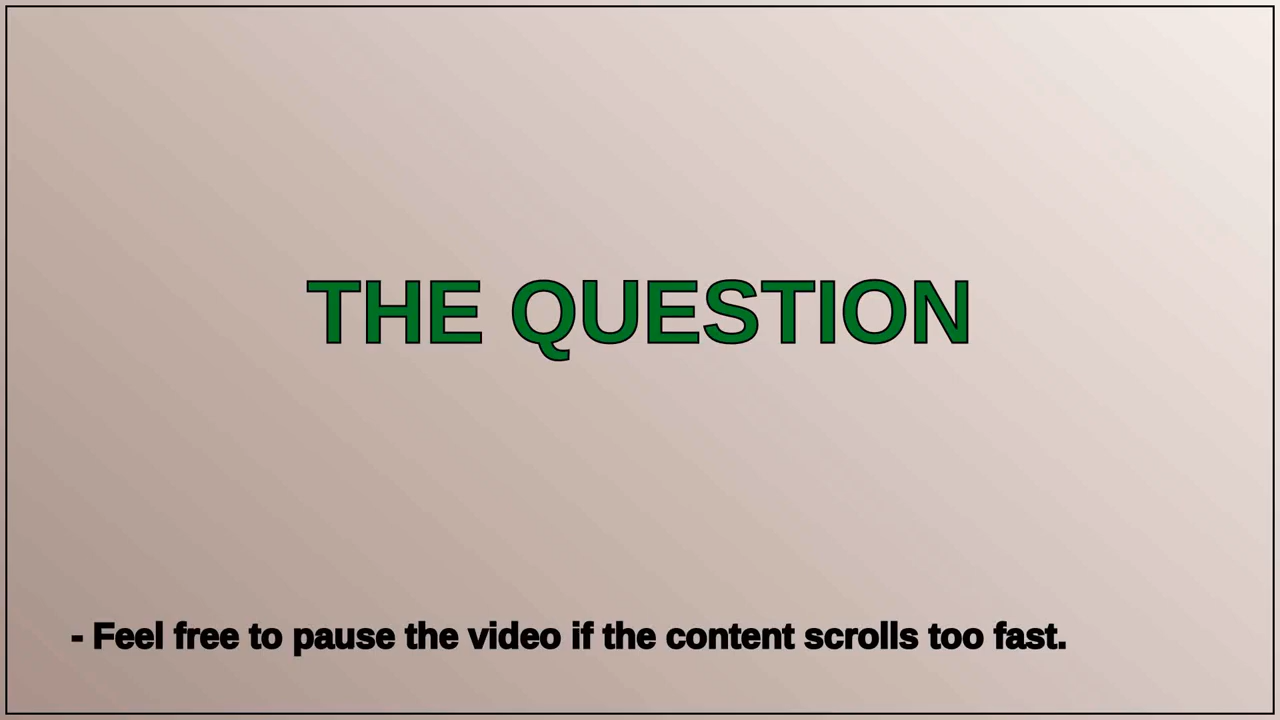 THE QUESTION
- Feel free to pause the video if the content scrolls too fast.